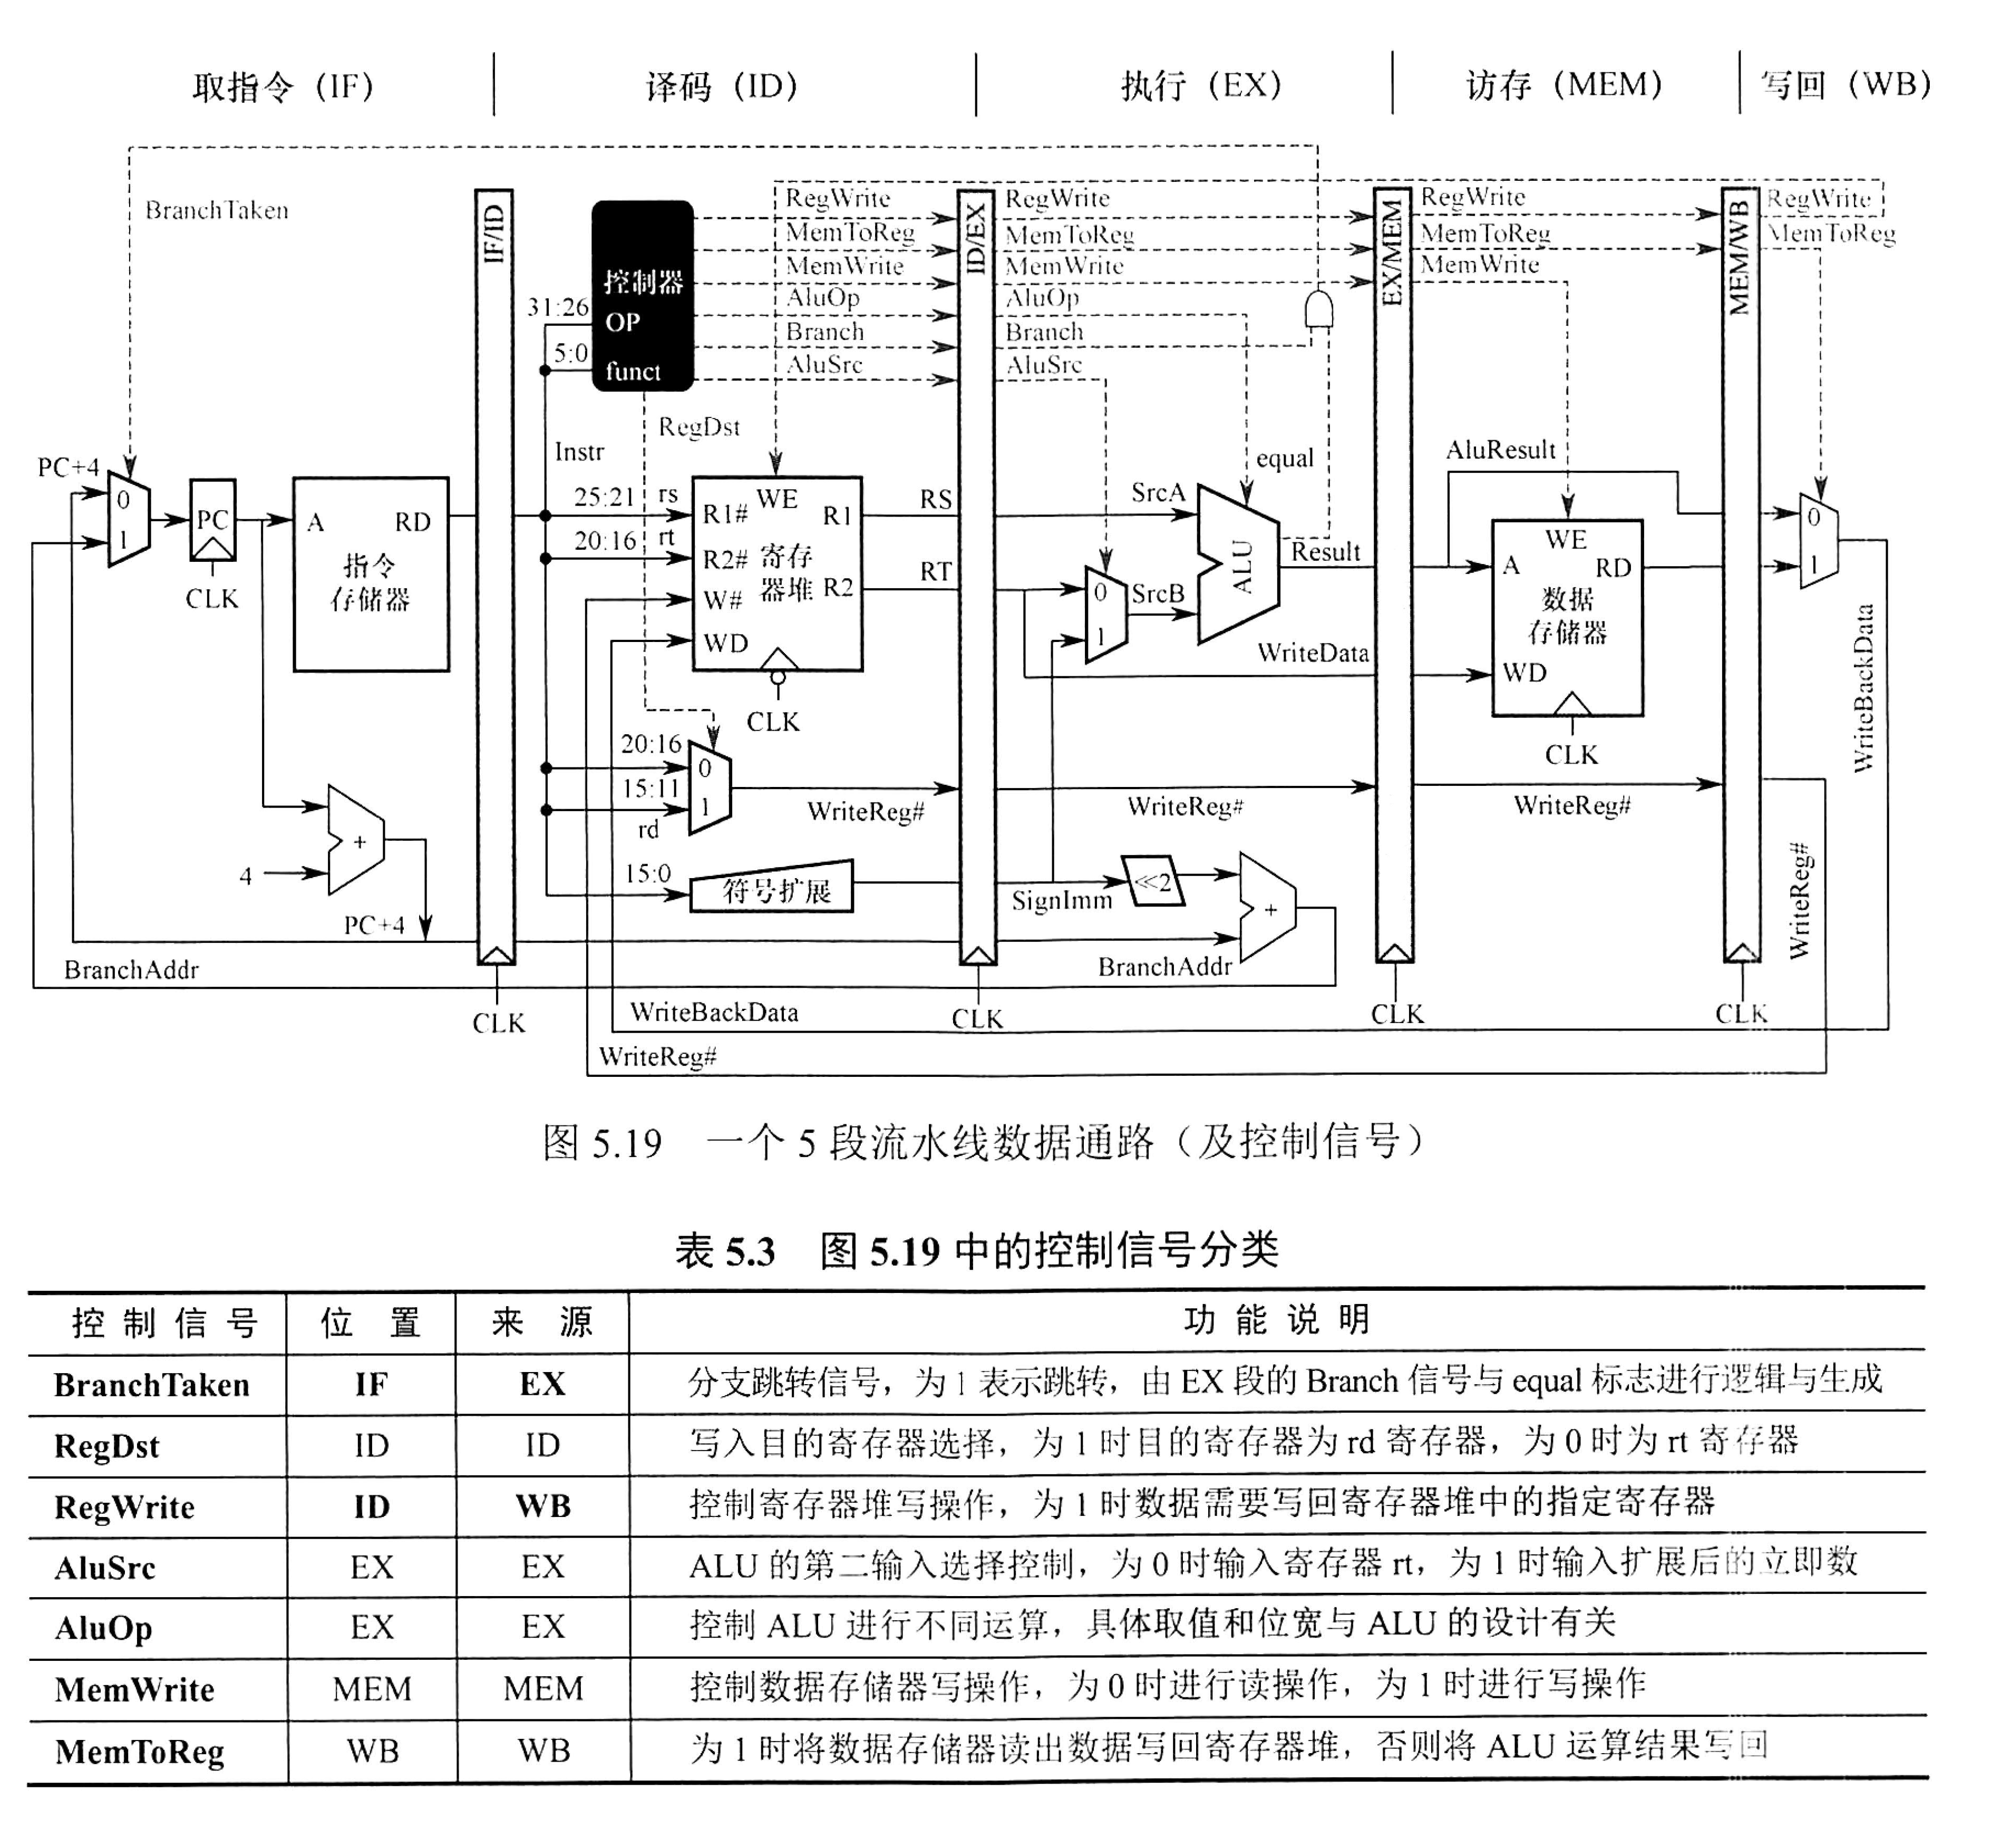 取指令（IF）
译码（ID）
执行（EX）
访存（MEM）
写回（WB）
BranchTaken
IF/ID
控制器
OP
funct
31:26
5:0
RegWrite
MemToReg
MemWrite
AluOp
Branch
AluSrc
RegDst
ID/EX
RegWrite
MemToReg
MemWrite
AluOp
Branch
AluSrc
EX/MEM
RegWrite
MemToReg
MemWrite
MEM/WB
RegWrite
MemToReg
PC+4
0
1
PC
CLK
A
RD
指令
存储器
4
+
PC+4
BranchAddr
CLK
Instr
25:21 rs
20:16 rt
R1#
WE
R1
R2#
寄存
器堆
R2
W#
WD
CLK
RS
RT
20:16
0
15:11
1
rd
WriteReg#
15:0
符号扩展
WriteBackData
WriteReg#
CLK
SrcA
equal
0
1
SrcB
ALU
Result
WriteData
WriteReg#
SignImm
<<2
+
BranchAddr
CLK
AluResult
A
WE
RD
数据
存储器
WD
CLK
WriteReg#
CLK
0
1
WriteBackData
WriteReg#
图 5.19 一个 5 段流水线数据通路（及控制信号）
表 5.3 图 5.19 中的控制信号分类
控制信号 位置 来源 功能说明
BranchTaken IF EX 分支跳转信号，为 1 表示跳转，由 EX 段的 Branch 信号与 equal 标志进行逻辑与生成
RegDst ID ID 写入目的寄存器选择，为 1 时目的寄存器为 rd 寄存器，为 0 时为 rt 寄存器
RegWrite ID WB 控制寄存器堆写操作，为 1 时数据需要写回寄存器堆中的指定寄存器
AluSrc EX EX ALU 的第二输入选择控制，为 0 时输入寄存器 rt，为 1 时输入扩展后的立即数
AluOp EX EX 控制 ALU 进行不同运算，具体取值和位宽与 ALU 的设计有关
MemWrite MEM MEM 控制数据存储器写操作，为 0 时进行读操作，为 1 时进行写操作
MemToReg WB WB 为 1 时将数据存储器读出数据写回寄存器堆，否则将 ALU 运算结果写回